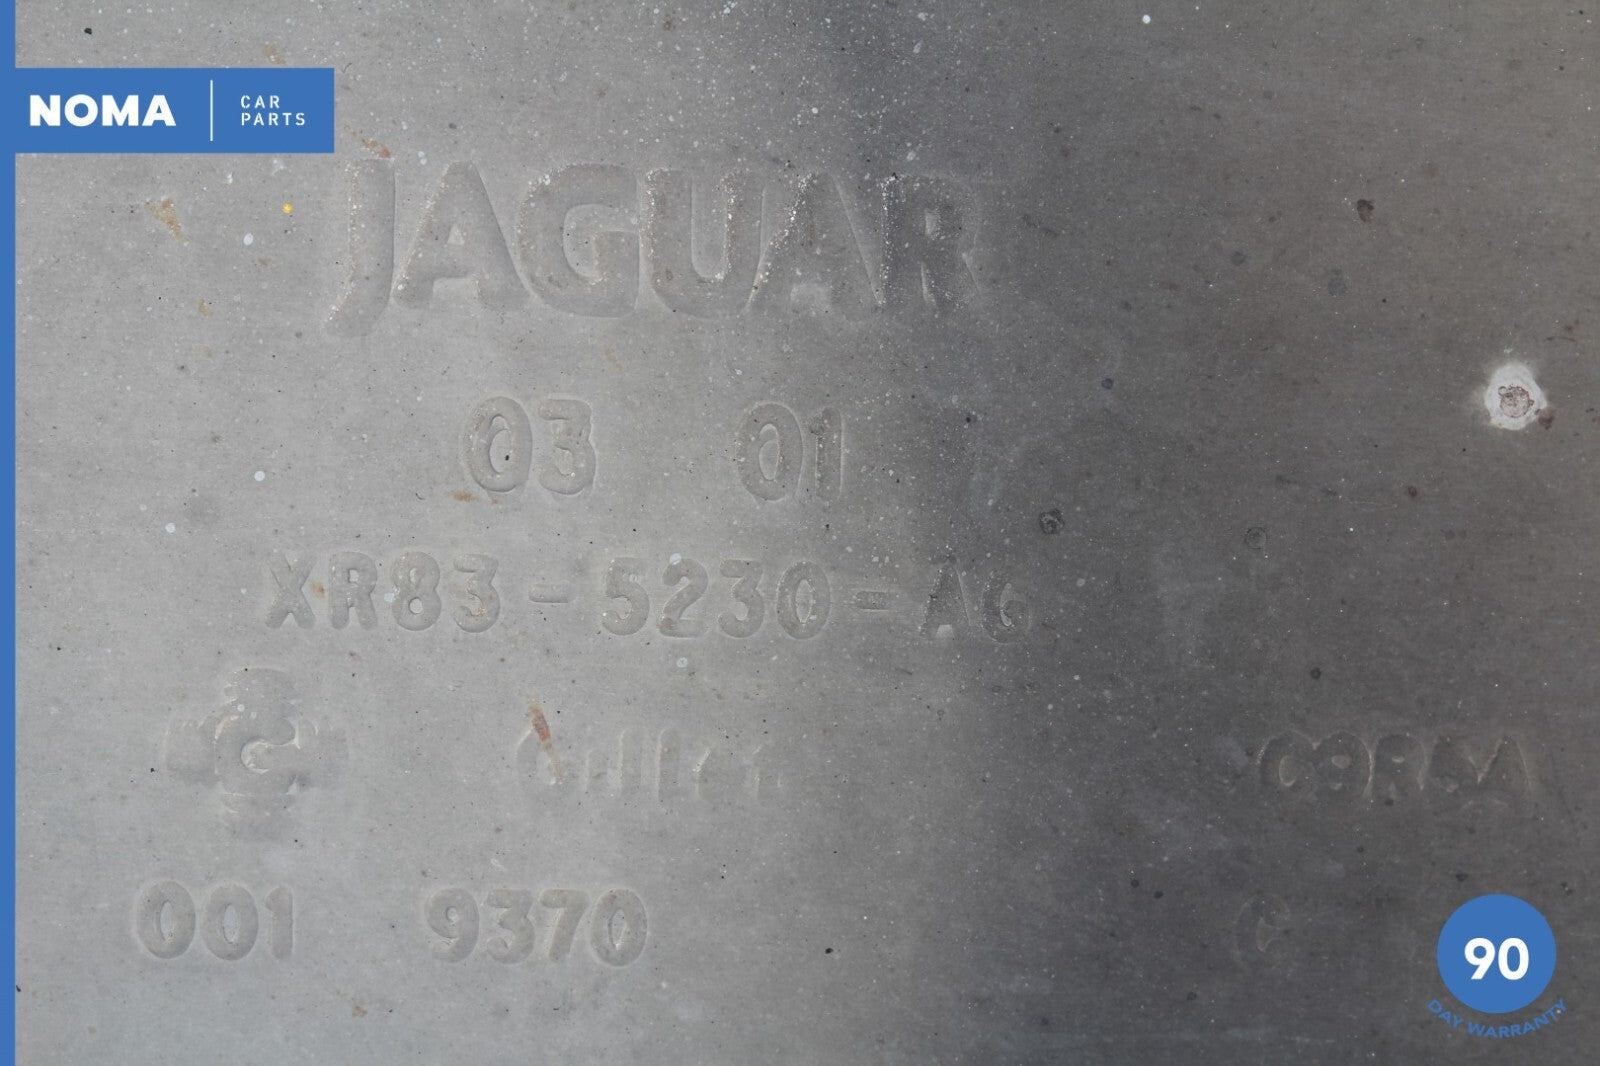 NOMA
CAR
PARTS
JAGUAR
03 01
XR83-5230-AG
001 9370
C
90
DAY WARRANTY